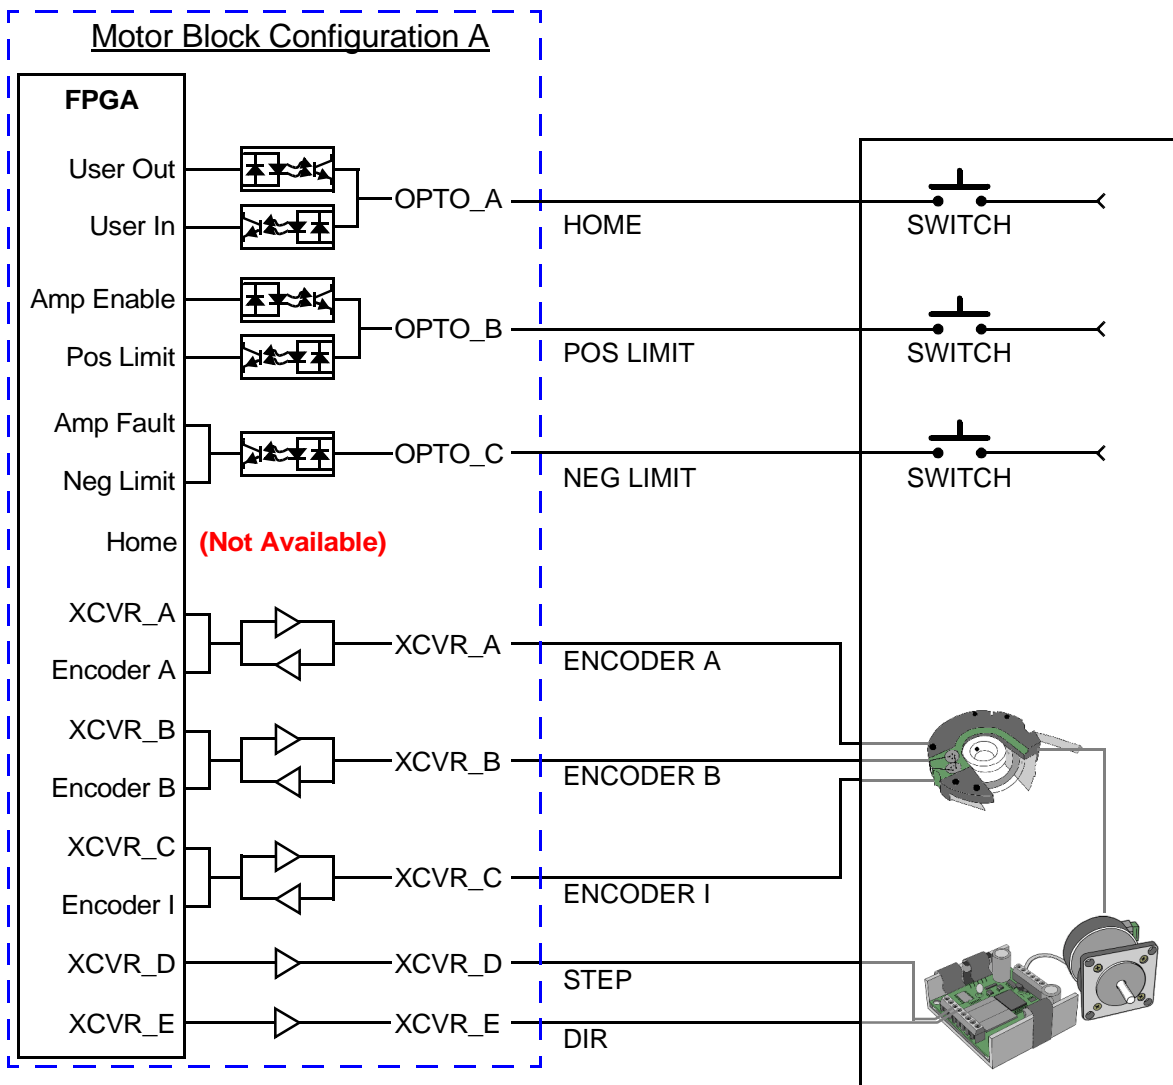 Motor Block Configuration A
FPGA
User Out
User In
OPTO_A
HOME
SWITCH
Amp Enable
Pos Limit
OPTO_B
POS LIMIT
SWITCH
Amp Fault
Neg Limit
OPTO_C
NEG LIMIT
SWITCH
Home (Not Available)
XCVR_A
Encoder A
XCVR_A
ENCODER A
XCVR_B
Encoder B
XCVR_B
ENCODER B
XCVR_C
Encoder I
XCVR_C
ENCODER I
XCVR_D
XCVR_D
STEP
XCVR_E
XCVR_E
DIR